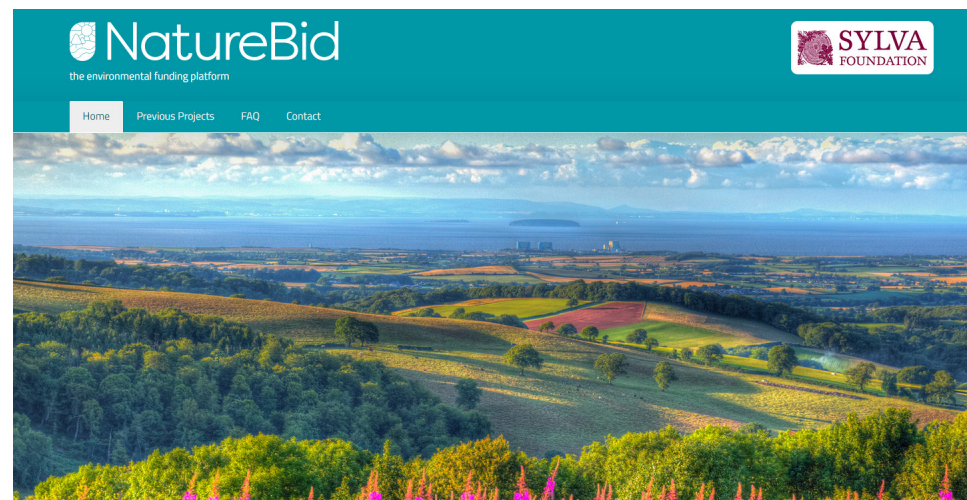 NatureBid
the environmental funding platform
SYLVA
FOUNDATION
Home Previous Projects FAQ Contact